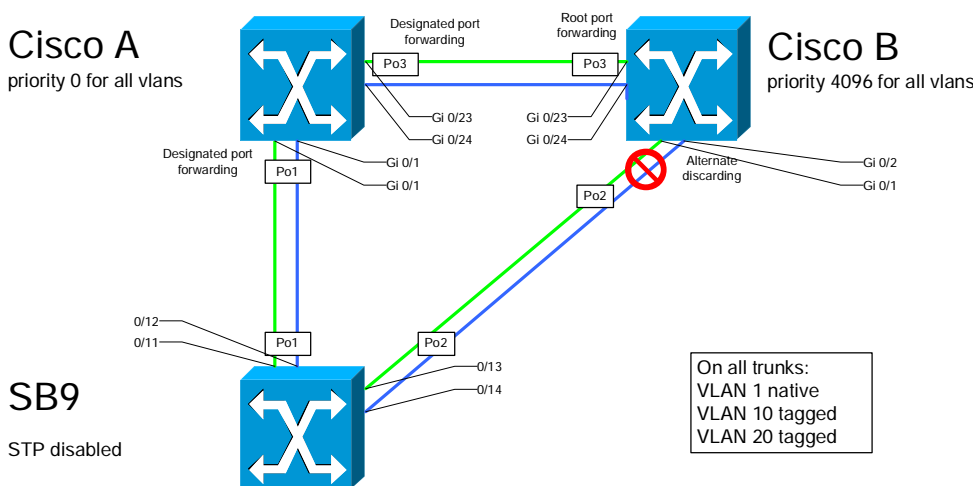 Cisco A
priority 0 for all vlans
Designated port
forwarding
Root port
forwarding
Cisco B
priority 4096 for all vlans
Po3
Po3
Gi 0/23
Gi 0/24
Gi 0/23
Gi 0/24
Designated port
forwarding
Po1
Gi 0/1
Gi 0/1
Alternate
discarding
Gi 0/2
Gi 0/1
Po2
0/12
0/11
Po1
Po2
0/13
0/14
SB9
STP disabled
On all trunks:
VLAN 1 native
VLAN 10 tagged
VLAN 20 tagged